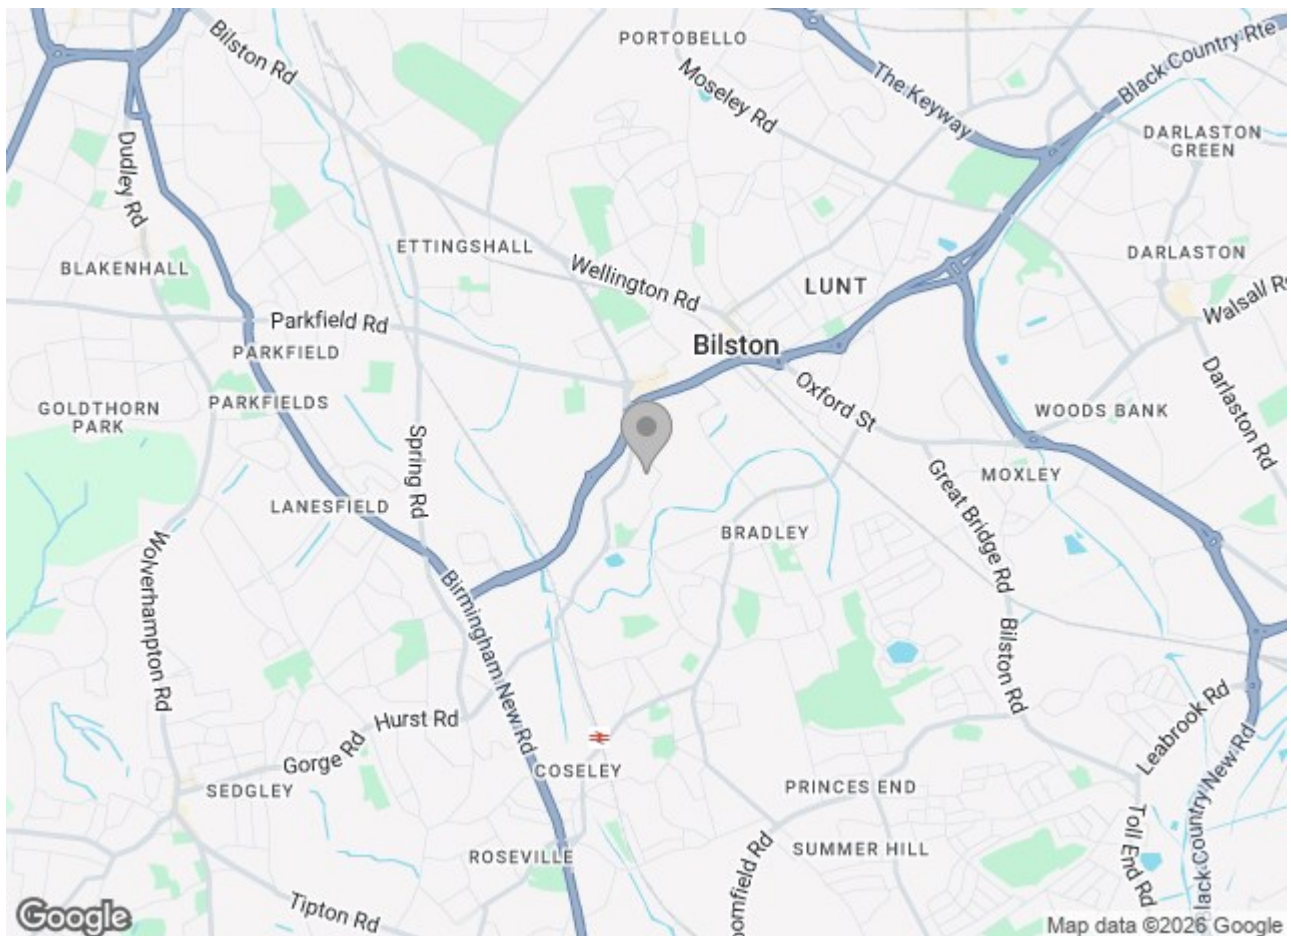 Bilston Rd
PORTOBELLO
Moseley Rd
The Keyway
Black Country Rte
DARLASTON
GREEN
Dudley Rd
BLAKENHALL
ETTINGSHALL
Wellington Rd
LUNT
DARLASTON
Walsall
Parkfield Rd
PARKFIELD
Bilston
Oxford St
Darlaston Rd
GOLDTHORN
PARK
PARKFIELDS
WOODS BANK
Spring Rd
MOXLEY
LANESFIELD
Great Bridge Rd
BRADLEY
Wolverhampton Rd
Birmingham New Rd
Bilston Rd
Hurst Rd
Gorge Rd
Leabrook Rd
COSELEY
SEDGLEY
PRINCES END
Black Country New Rd
Toll End Rd
ROSEVILLE
SUMMER HILL
oomfield Rd
Tipton Rd
Google
Map data ©2026 Google